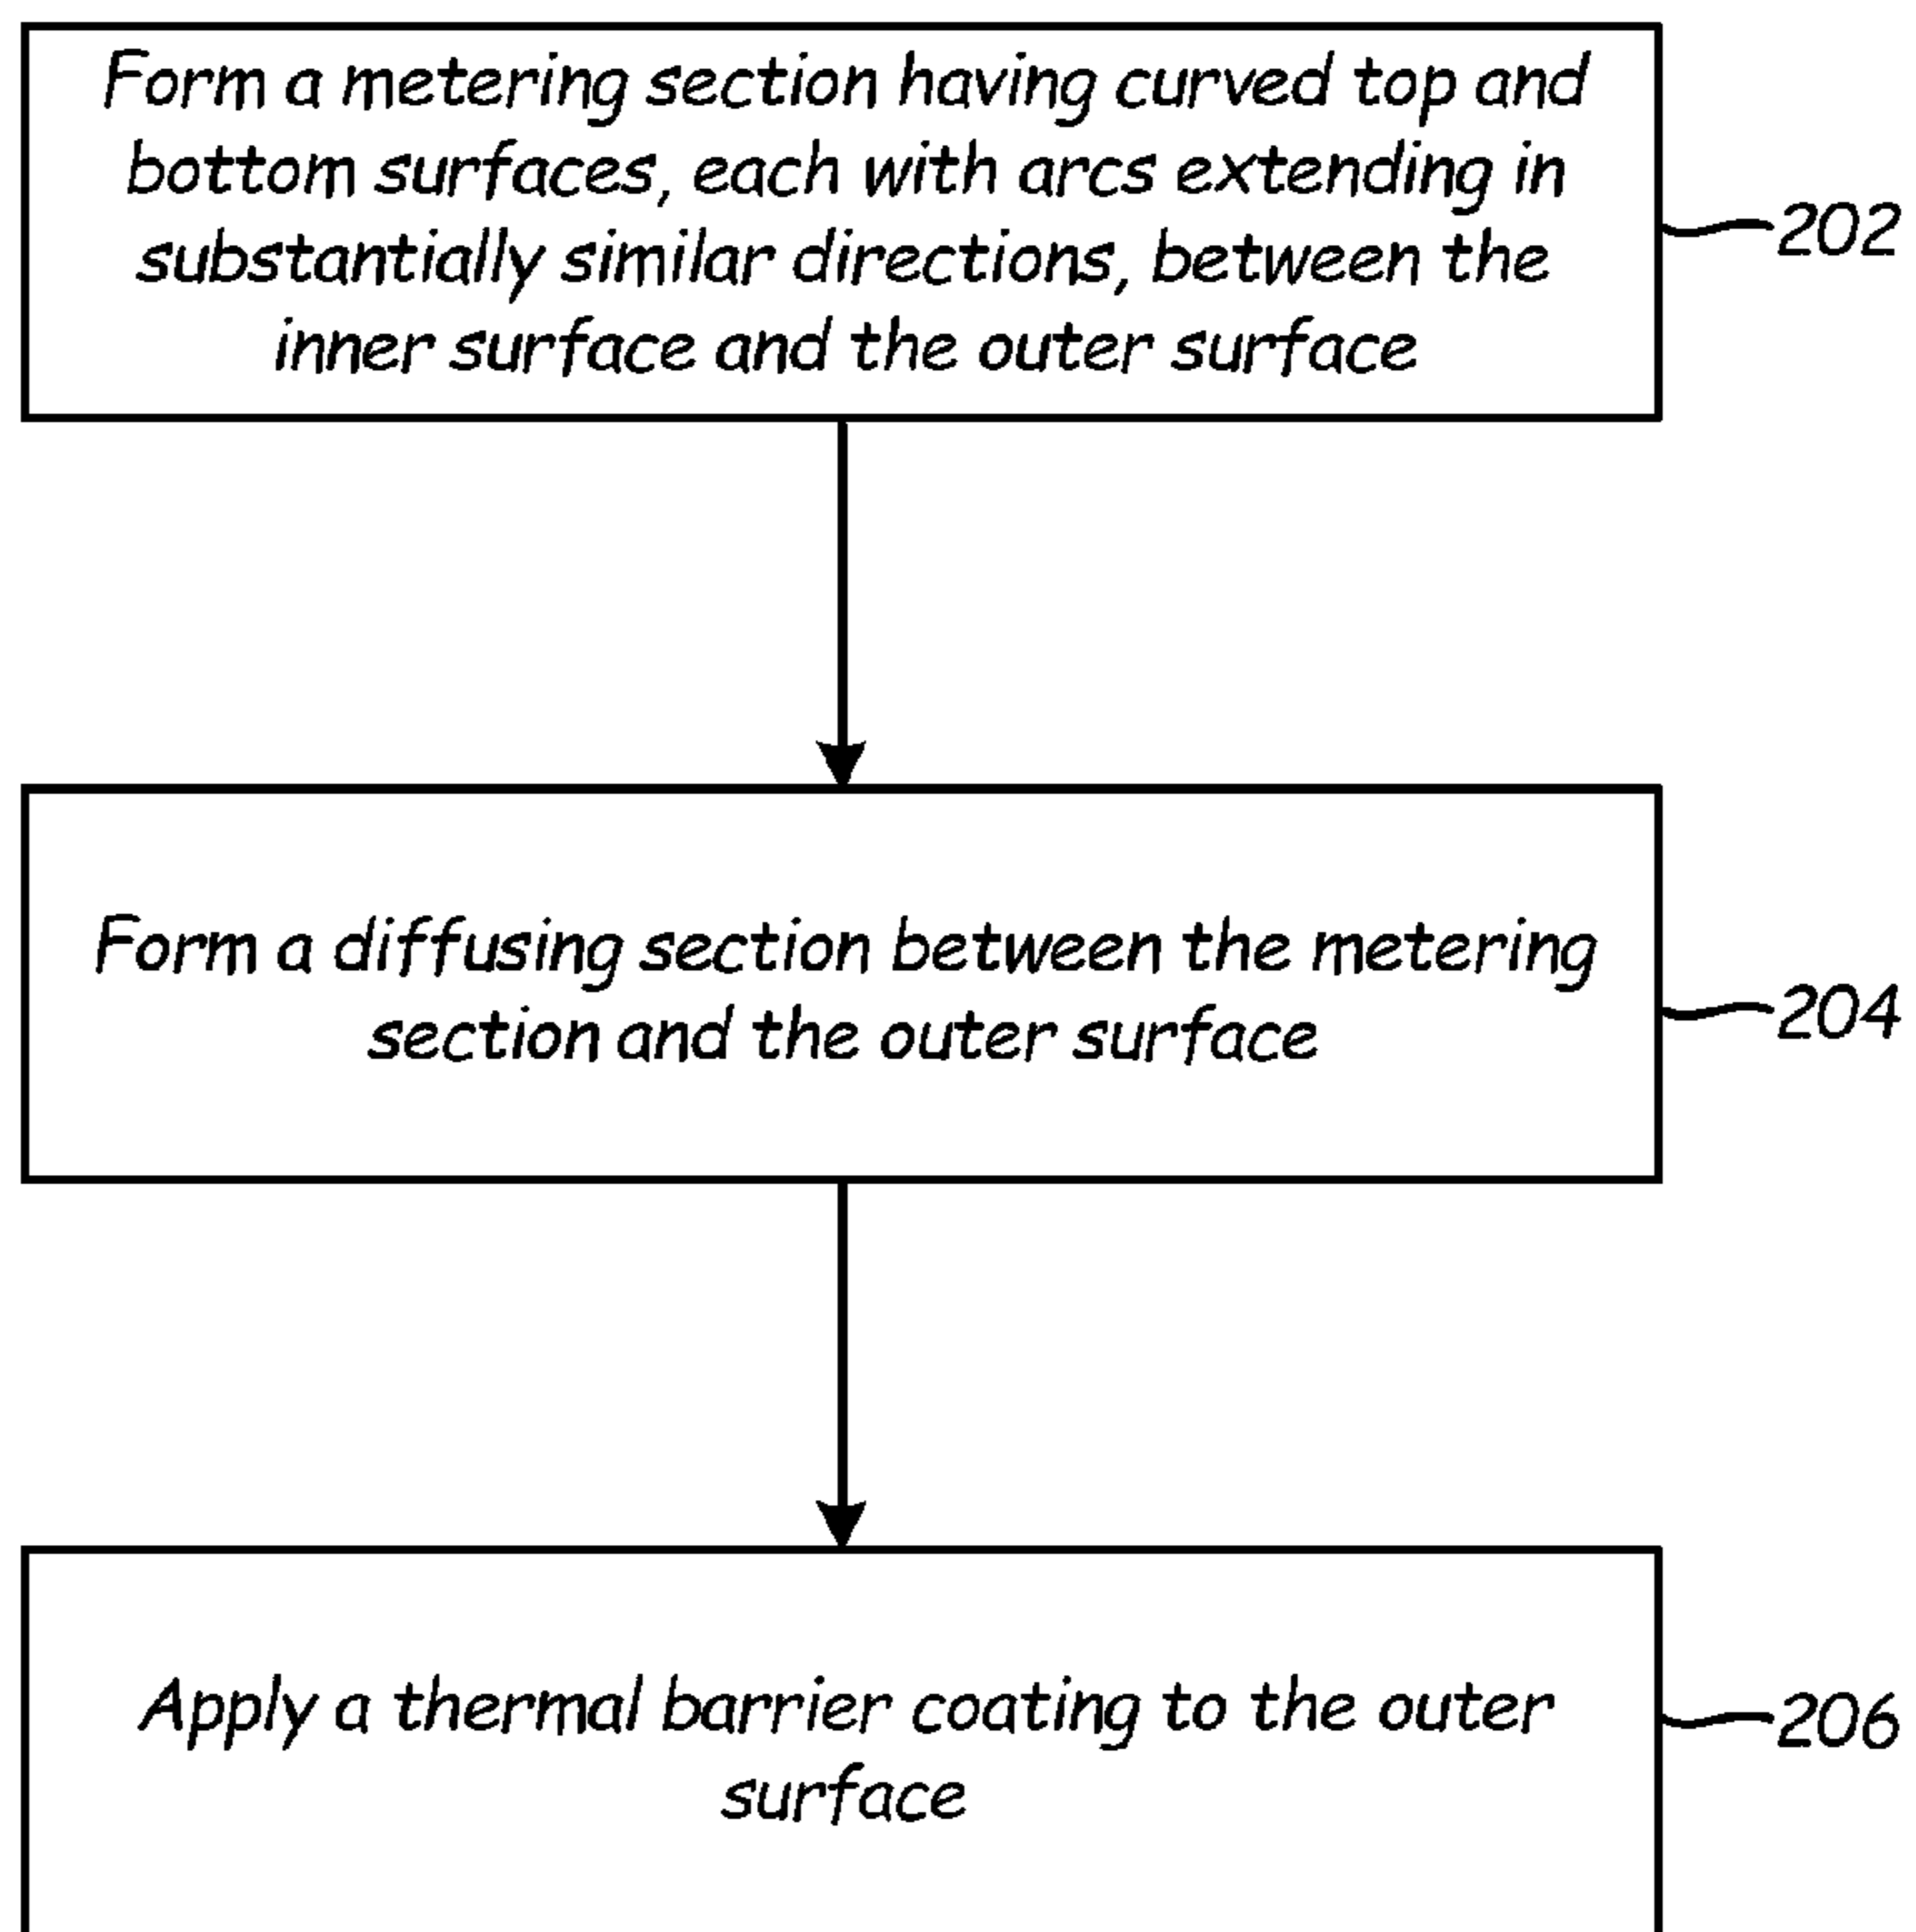 Form a metering section having curved top and
bottom surfaces, each with arcs extending in
substantially similar directions, between the
inner surface and the outer surface
202
Form a diffusing section between the metering
section and the outer surface
204
Apply a thermal barrier coating to the outer
surface
206